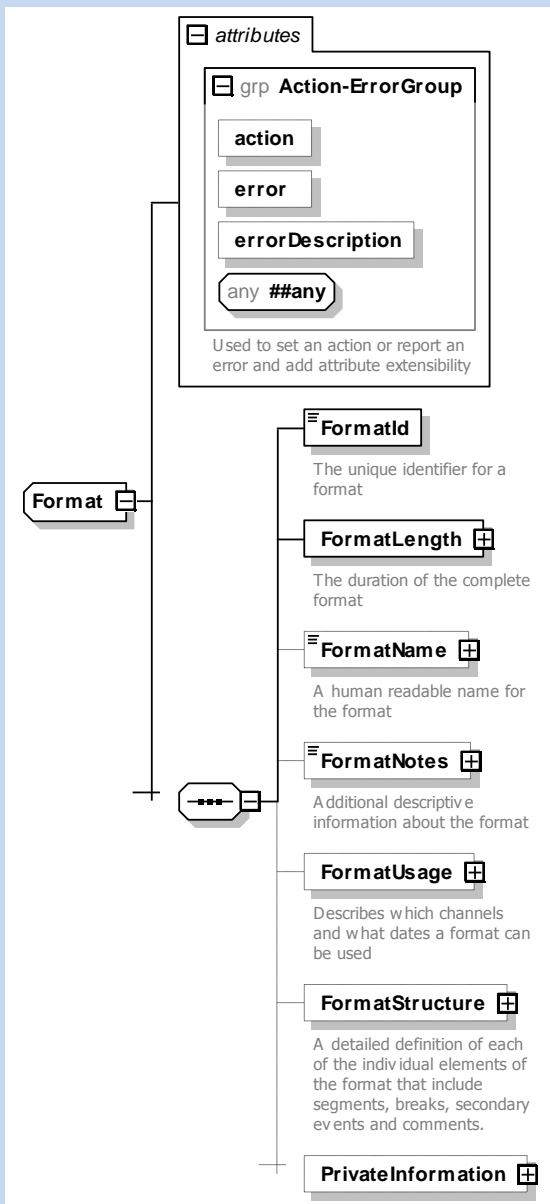 attributes
grp Action-ErrorGroup
action
error
errorDescription
any ##any
Used to set an action or report an
error and add attribute extensibility
Format
FormatId
The unique identifier for a
format
FormatLength
The duration of the complete
format
FormatName
A human readable name for
the format
FormatNotes
Additional descriptive
information about the format
FormatUsage
Describes which channels
and what dates a format can
be used
FormatStructure
A detailed definition of each
of the individual elements of
the format that include
segments, breaks, secondary
events and comments.
PrivateInformation